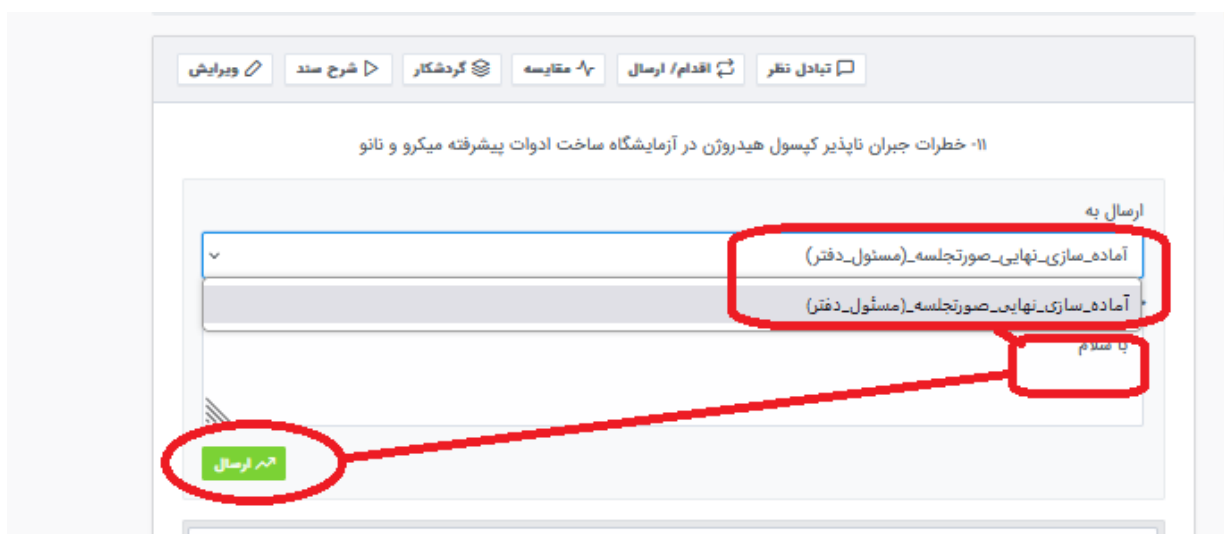 تبادل نظر اقدام/ ارسال مقایسه گردشکار شرح سند ویرایش
۱۱- خطرات جبران ناپذیر کپسول هیدروژن در آزمایشگاه ساخت ادوات پیشرفته میکرو و نانو
ارسال به
آماده_سازی_نهایی_صورتجلسه_(مسئول_دفتر)
آماده_سازی_نهایی_صورتجلسه_(مسئول_دفتر)
با سلام
ارسال